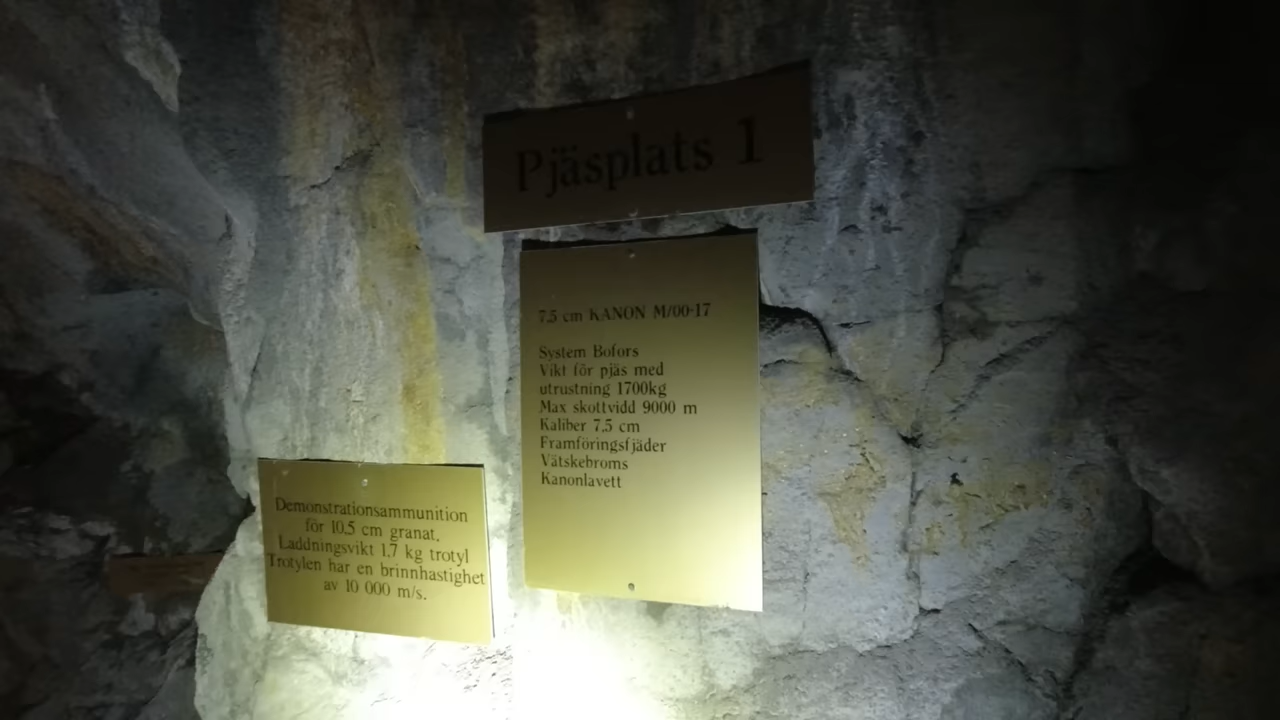 Pjäsplats 1
7.5 cm KANON M/00-17
System Bofors
Vikt för pjäs med
utrustning 1700kg
Max skottvidd 9000 m
Kaliber 7.5 cm
Framföringsfjäder
Vätskebroms
Kanonlavett
Demonstrationsammunition
för 10,5 cm granat.
Laddningsvikt 1,7 kg trotyl
Trotylen har en brinnhastighet
av 10 000 m/s.